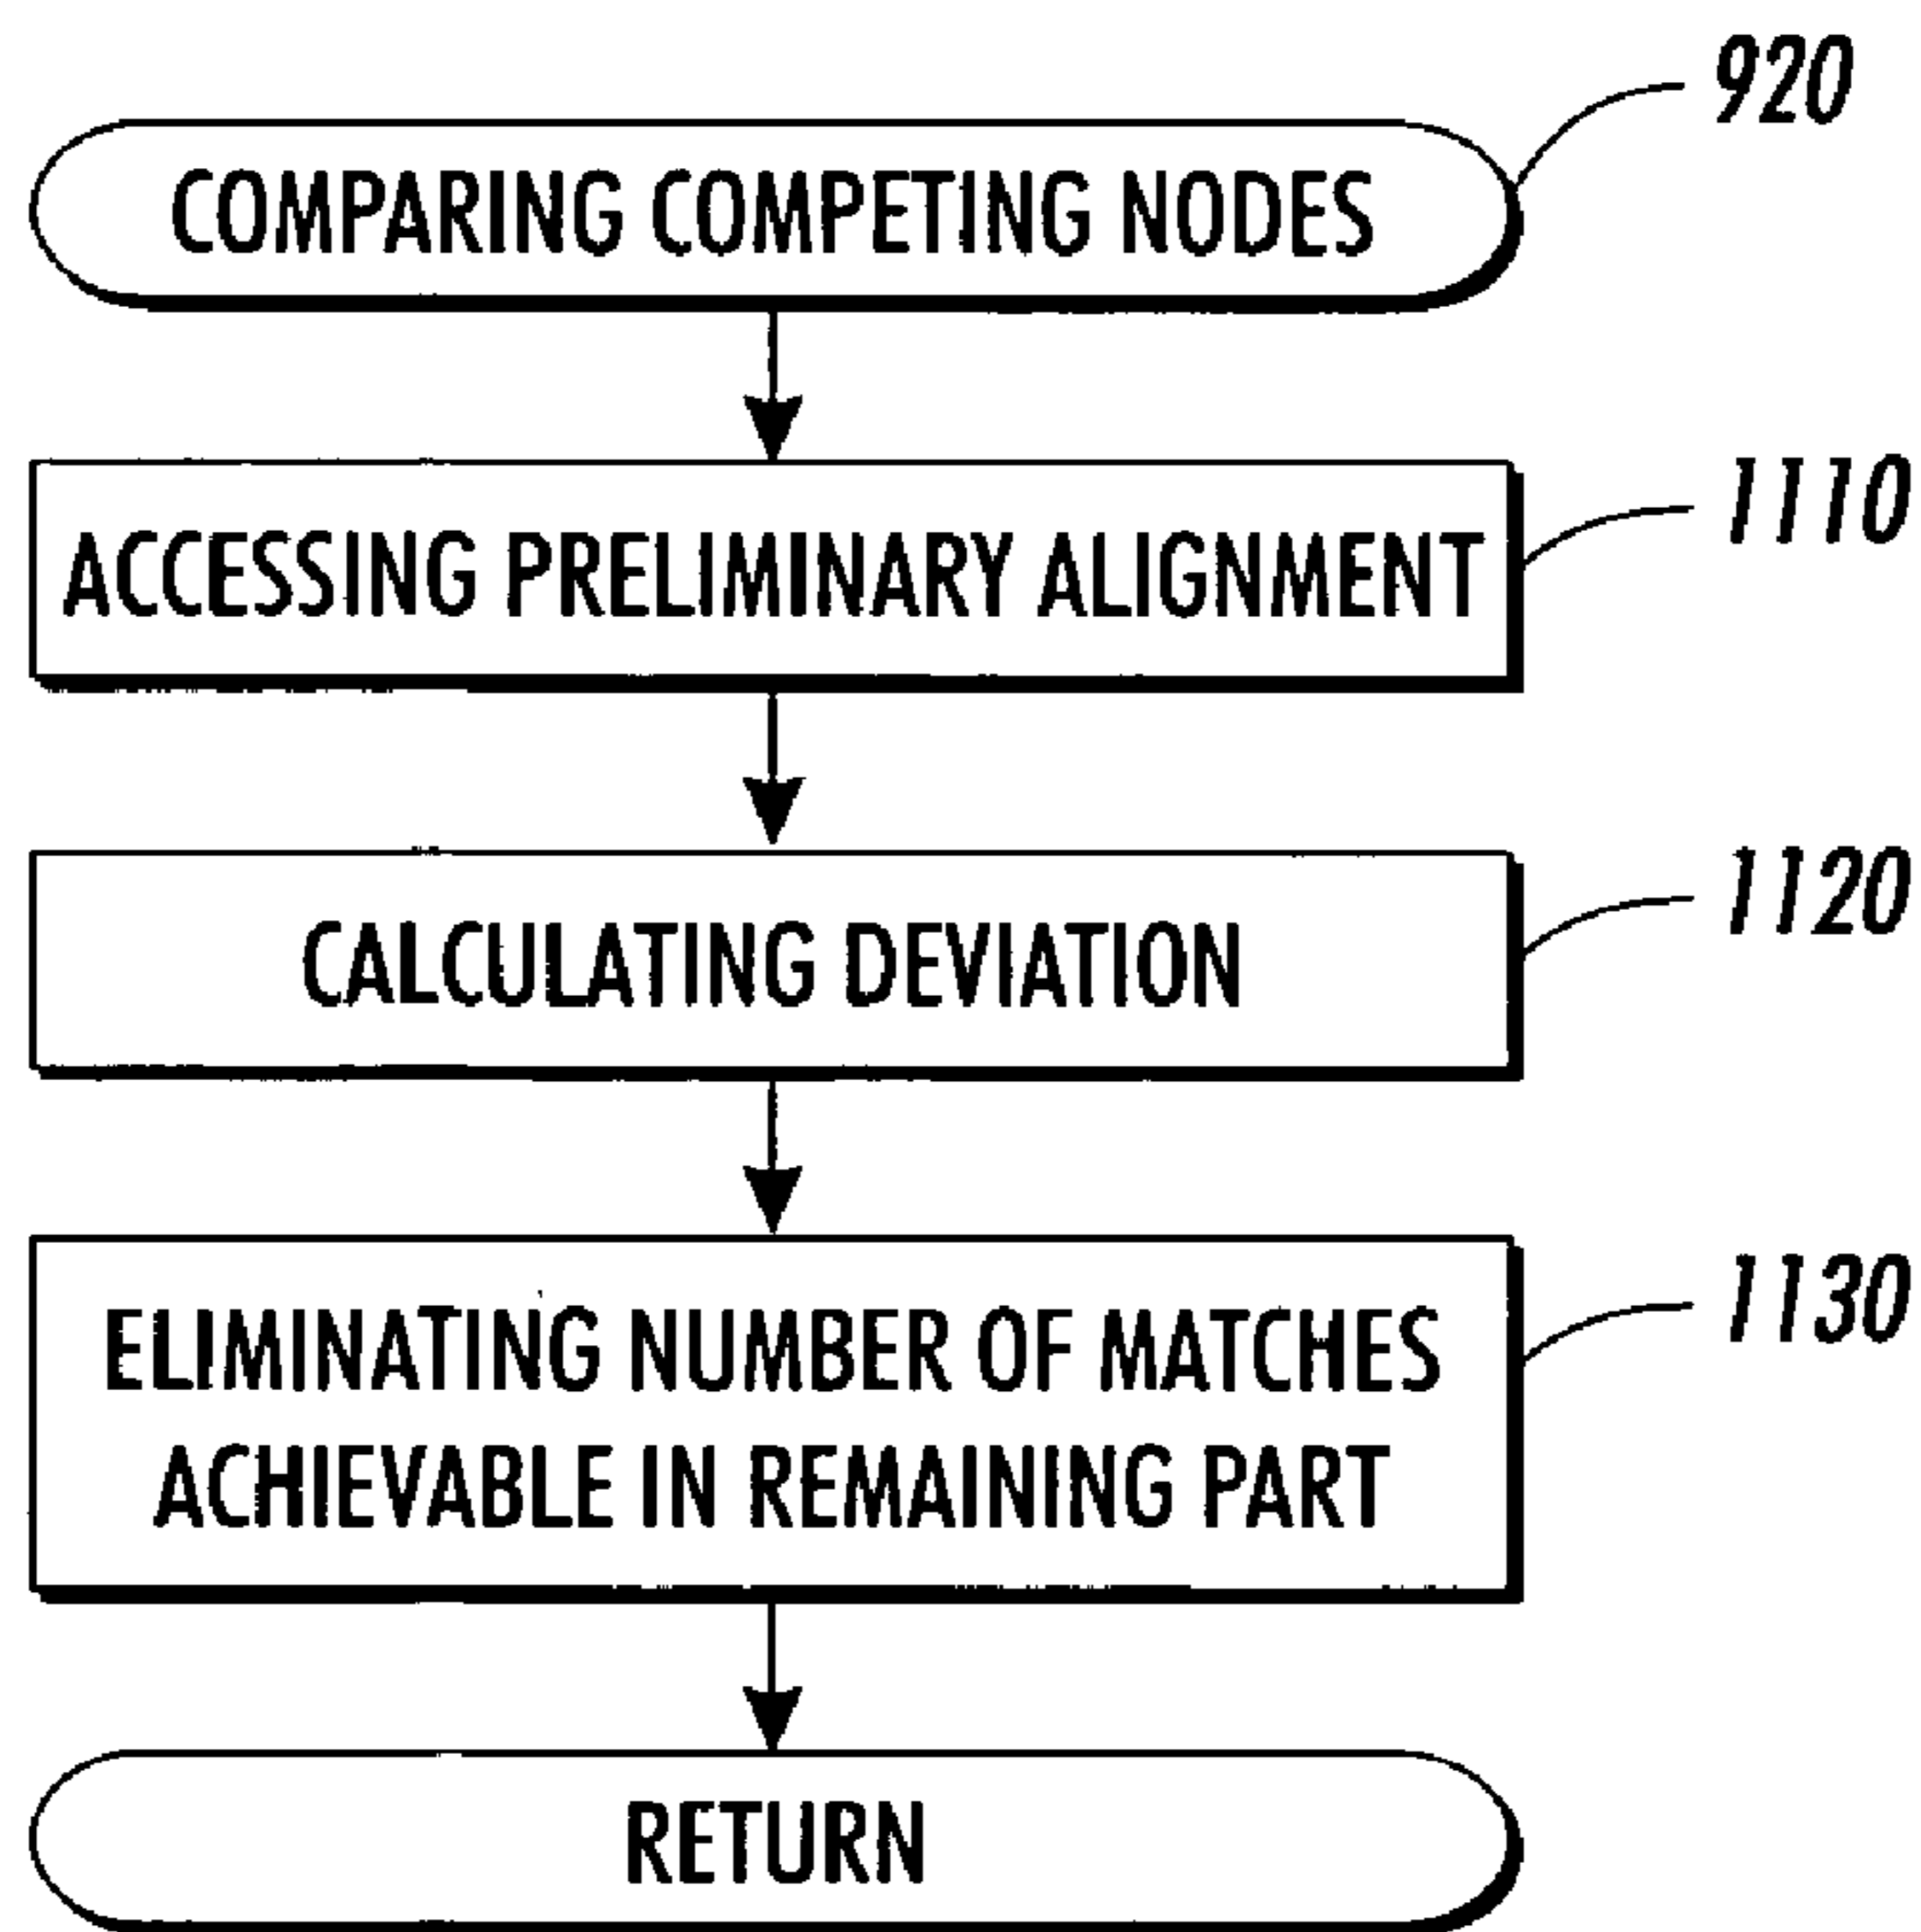 920
COMPARING COMPETING NODES
1110
ACCESSING PRELIMINARY ALIGNMENT
1120
CALCULATING DEVIATION
1130
ELIMINATING NUMBER OF MATCHES
ACHIEVABLE IN REMAINING PART
RETURN